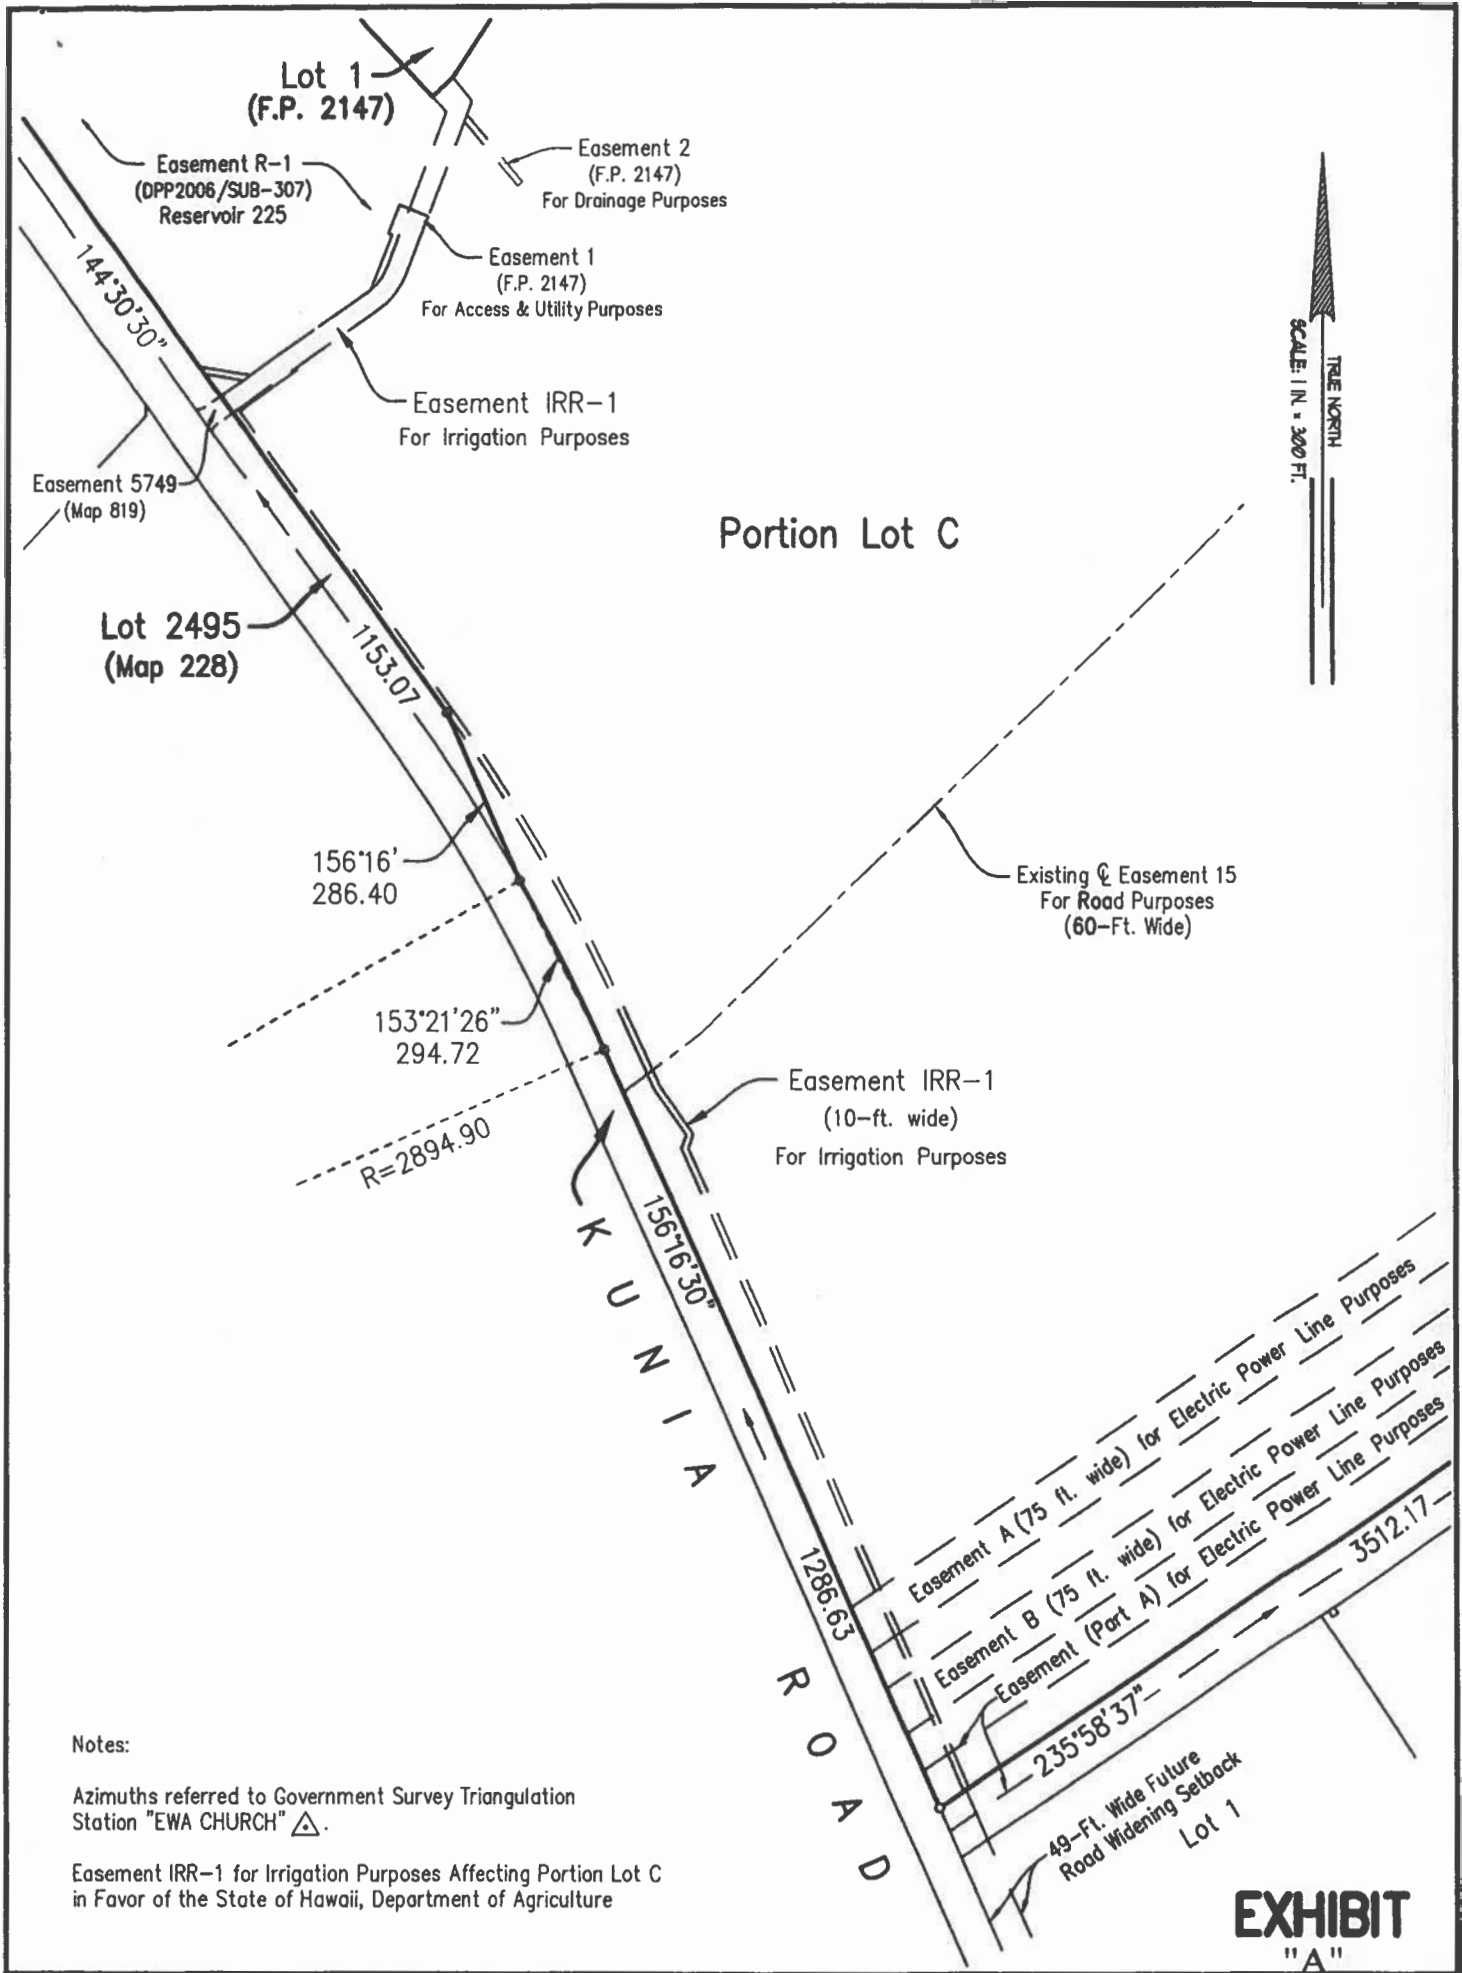 Lot 1
(F.P. 2147)
Easement R-1
(DPP2006/SUB-307)
Reservoir 225
Easement 2
(F.P. 2147)
For Drainage Purposes
Easement 1
(F.P. 2147)
For Access & Utility Purposes
144°30'30"
TRUE NORTH
SCALE: 1 IN. = 300 FT.
Easement IRR-1
For Irrigation Purposes
Easement 5749
(Map 819)
Portion Lot C
Lot 2495
(Map 228)
1153.07
156°16'
286.40
Existing ℄ Easement 15
For Road Purposes
(60-Ft. Wide)
153°21'26"
294.72
Easement IRR-1
(10-ft. wide)
For Irrigation Purposes
R=2894.90
156°16'30"
KUNIA ROAD
1286.63
Easement A (75 ft. wide) for Electric Power Line Purposes
Easement B (75 ft. wide) for Electric Power Line Purposes
Easement (Part A) for Electric Power Line Purposes
3512.17
235°58'37"
49-Ft. Wide Future
Road Widening Setback
Lot 1
Notes:
Azimuths referred to Government Survey Triangulation
Station "EWA CHURCH" △.
Easement IRR-1 for Irrigation Purposes Affecting Portion Lot C
in Favor of the State of Hawaii, Department of Agriculture
EXHIBIT
"A"